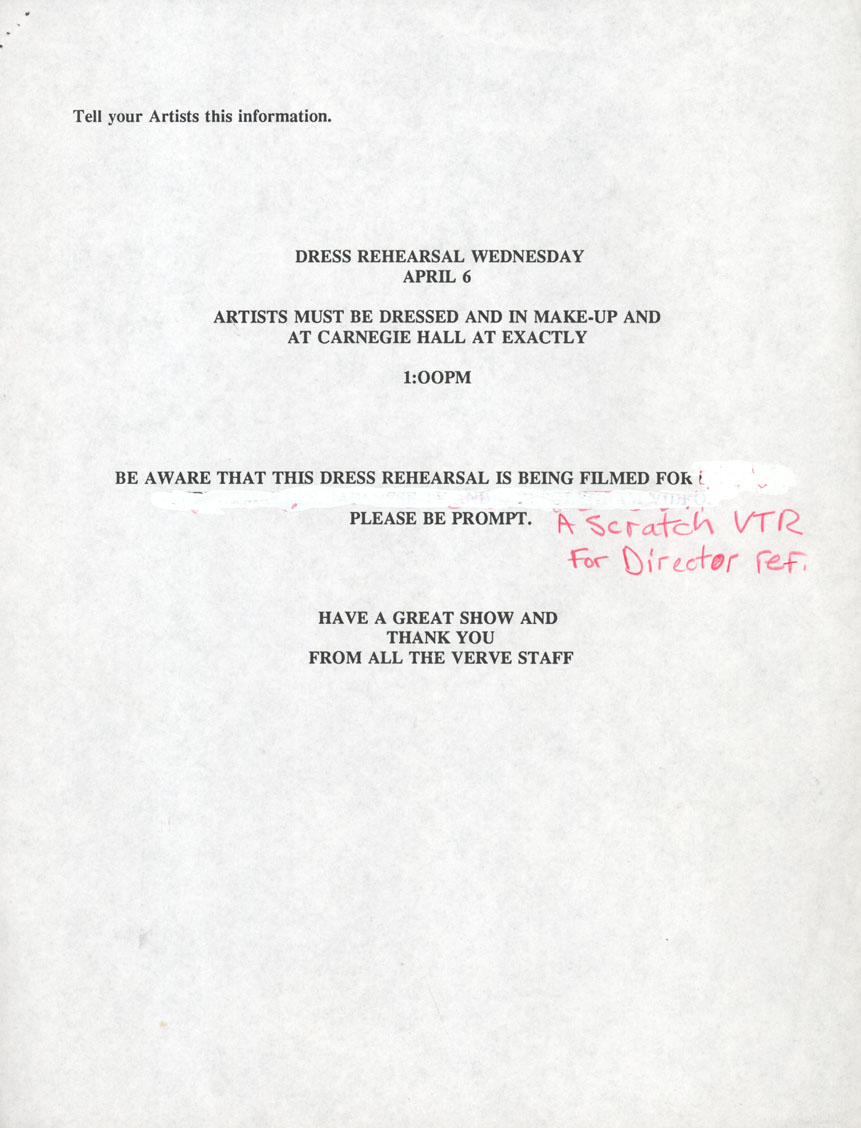 Tell your Artists this information.
DRESS REHEARSAL WEDNESDAY
APRIL 6
ARTISTS MUST BE DRESSED AND IN MAKE-UP AND
AT CARNEGIE HALL AT EXACTLY
1:OOPM
BE AWARE THAT THIS DRESS REHEARSAL IS BEING FILMED FOR
PLEASE BE PROMPT.
A Scratch VTR
For Director ref.
HAVE A GREAT SHOW AND
THANK YOU
FROM ALL THE VERVE STAFF